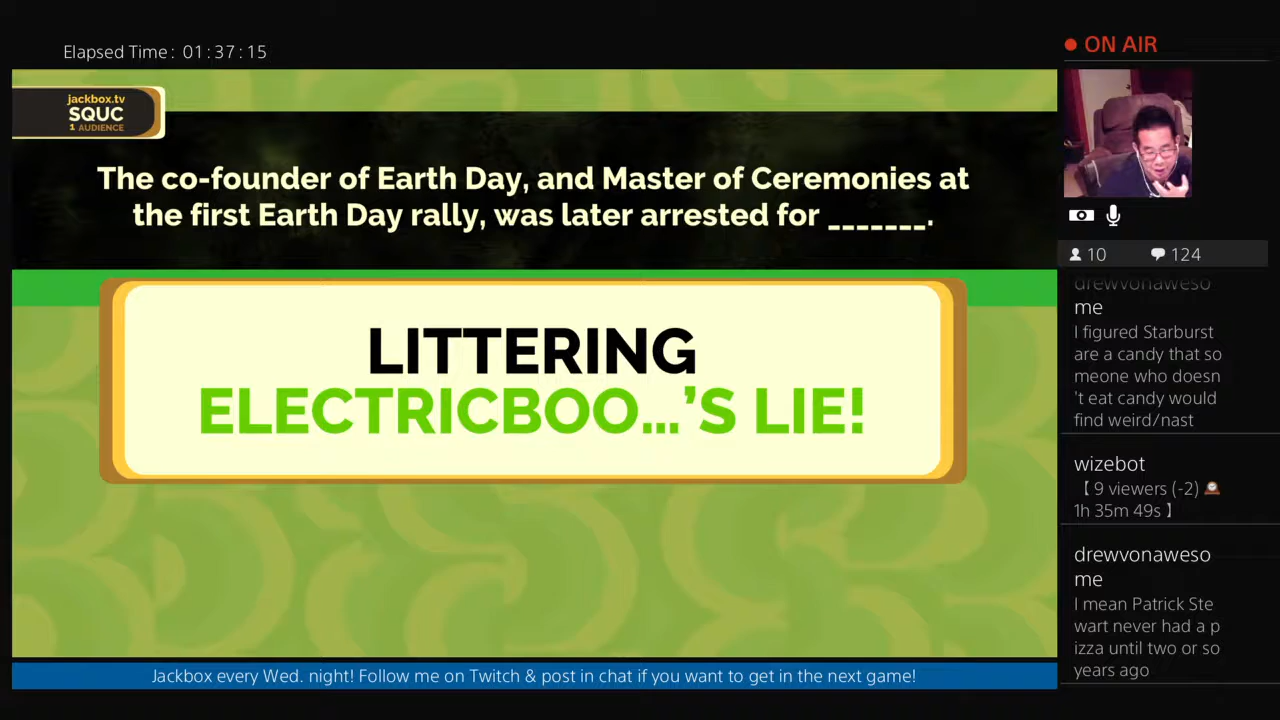 Elapsed Time: 01:37:15
ON AIR
jackbox.tv
SQUC
1 AUDIENCE
The co-founder of Earth Day, and Master of Ceremonies at
the first Earth Day rally, was later arrested for _______.
LITTERING
ELECTRICBOO...'S LIE!
10 124
drewvonaweso
me
I figured Starburst
are a candy that so
meone who doesn
't eat candy would
find weird/nast
wizebot
【 9 viewers (-2) 🕰
1h 35m 49s 】
drewvonaweso
me
I mean Patrick Ste
wart never had a p
izza until two or so
years ago
Jackbox every Wed. night! Follow me on Twitch & post in chat if you want to get in the next game!